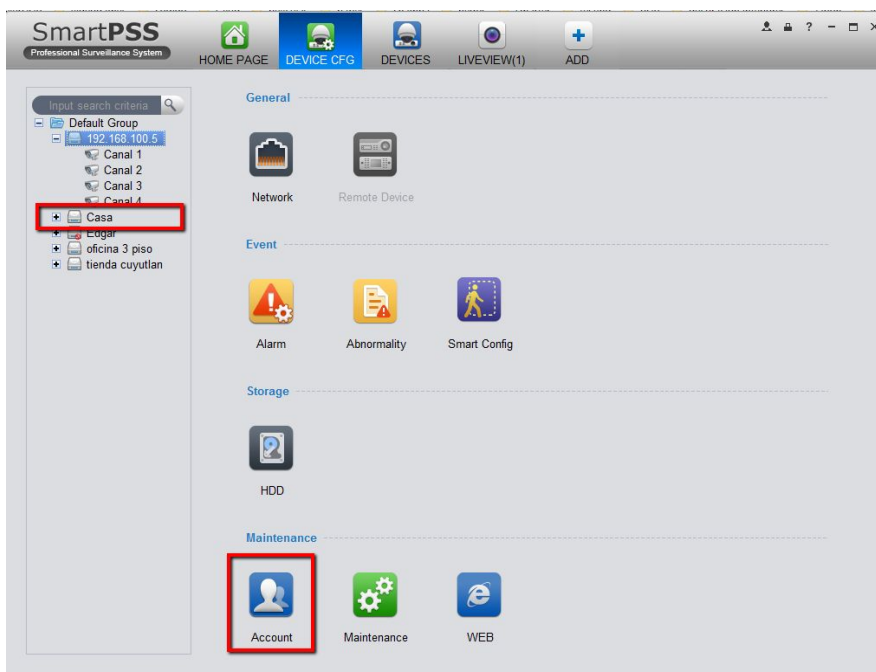 SmartPSS
Professional Surveillance System
HOME PAGE
DEVICE CFG
DEVICES
LIVEVIEW(1)
ADD
Input search criteria
Default Group
192.168.100.5
Canal 1
Canal 2
Canal 3
Canal 4
Casa
Edgar
oficina 3 piso
tienda cuyutlan
General
Network
Remote Device
Event
Alarm
Abnormality
Smart Config
Storage
HDD
Maintenance
Account
Maintenance
WEB